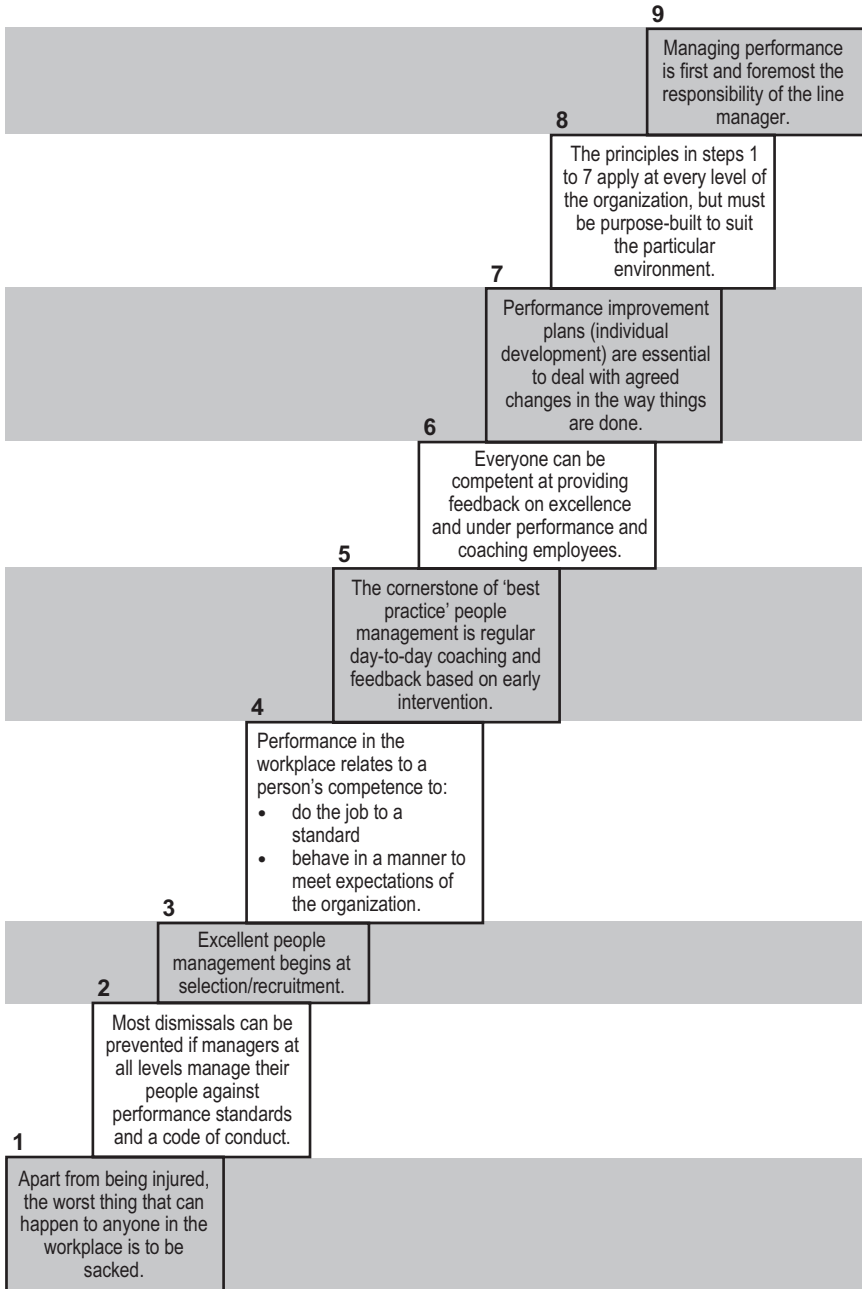 9
Managing performance
is first and foremost the
responsibility of the line
manager.
8
The principles in steps 1
to 7 apply at every level of
the organization, but must
be purpose-built to suit
the particular
environment.
7
Performance improvement
plans (individual
development) are essential
to deal with agreed
changes in the way things
are done.
6
Everyone can be
competent at providing
feedback on excellence
and under performance and
coaching employees.
5
The cornerstone of ‘best
practice’ people
management is regular
day-to-day coaching and
feedback based on early
intervention.
4
Performance in the
workplace relates to a
person’s competence to:
• do the job to a
standard
• behave in a manner to
meet expectations of
the organization.
3
Excellent people
management begins at
selection/recruitment.
2
Most dismissals can be
prevented if managers at
all levels manage their
people against
performance standards
and a code of conduct.
1
Apart from being injured,
the worst thing that can
happen to anyone in the
workplace is to be
sacked.